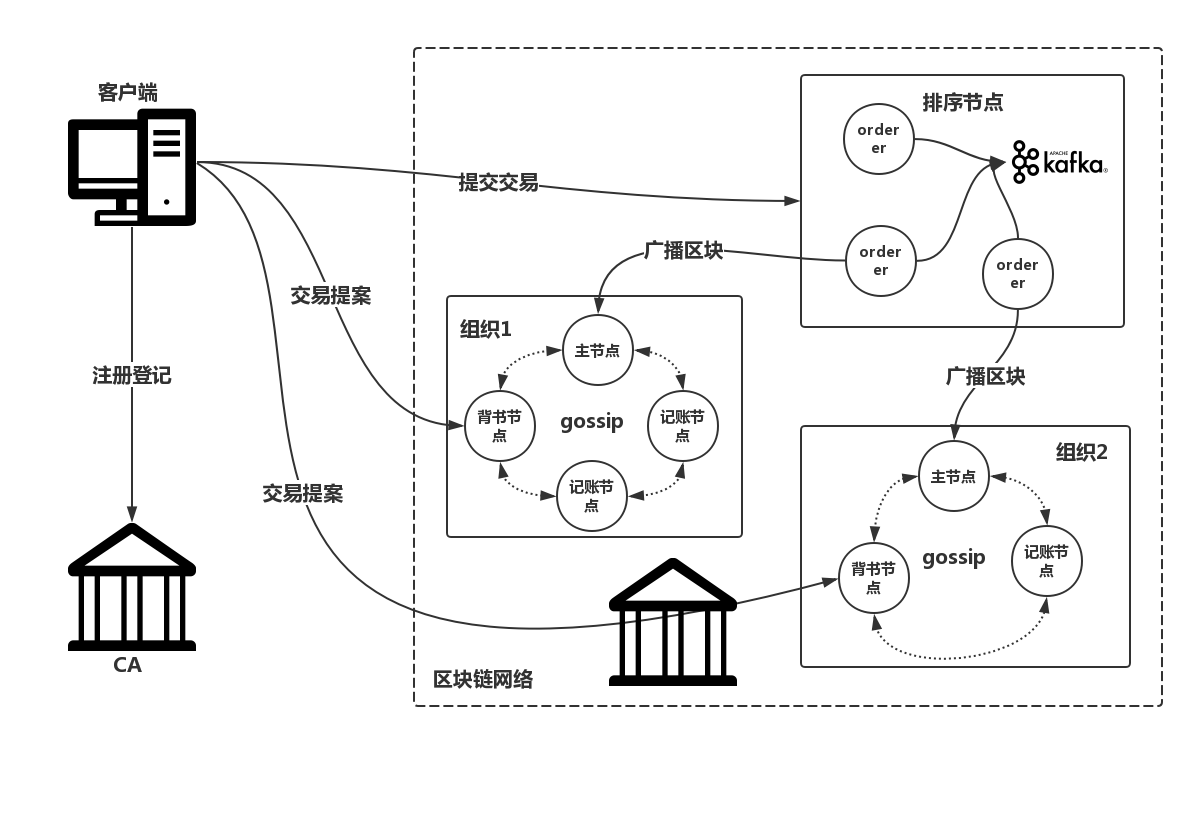 客户端
排序节点
order
er
APACHE
kafka®
提交交易
order
er
广播区块
order
er
交易提案
组织1
主节点
注册登记
广播区块
背书节
点
gossip
记账节
点
组织2
主节点
交易提案
记账节
点
背书节
点
gossip
记账节
点
CA
区块链网络